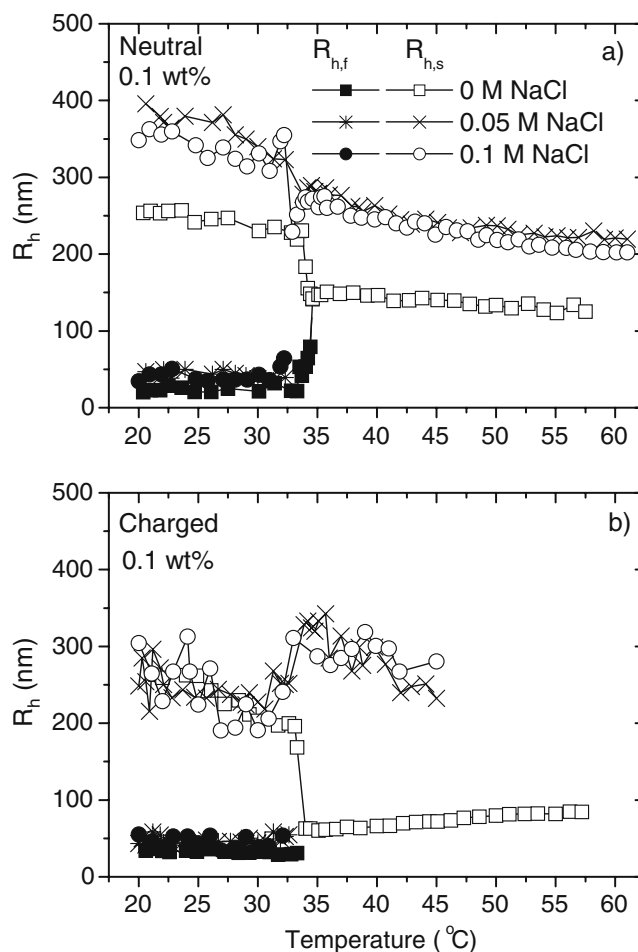 Neutral
0.1 wt%
a)
R_h,f R_h,s
0 M NaCl
0.05 M NaCl
0.1 M NaCl
R_h (nm)
500
400
300
200
100
0
20 25 30 35 40 45 50 55 60
Charged
0.1 wt%
b)
R_h (nm)
500
400
300
200
100
0
20 25 30 35 40 45 50 55 60
Temperature ( °C)